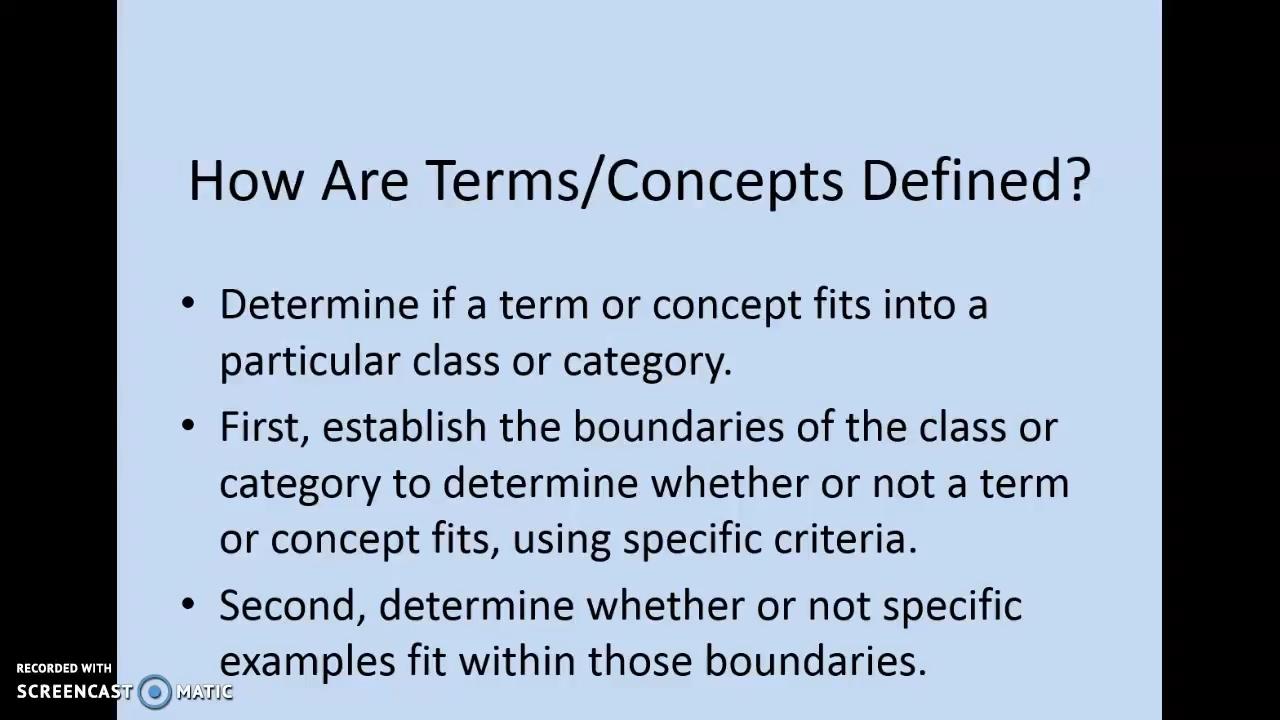 How Are Terms/Concepts Defined?
• Determine if a term or concept fits into a
particular class or category.
• First, establish the boundaries of the class or
category to determine whether or not a term
or concept fits, using specific criteria.
• Second, determine whether or not specific
examples fit within those boundaries.
RECORDED WITH
SCREENCAST MATIC